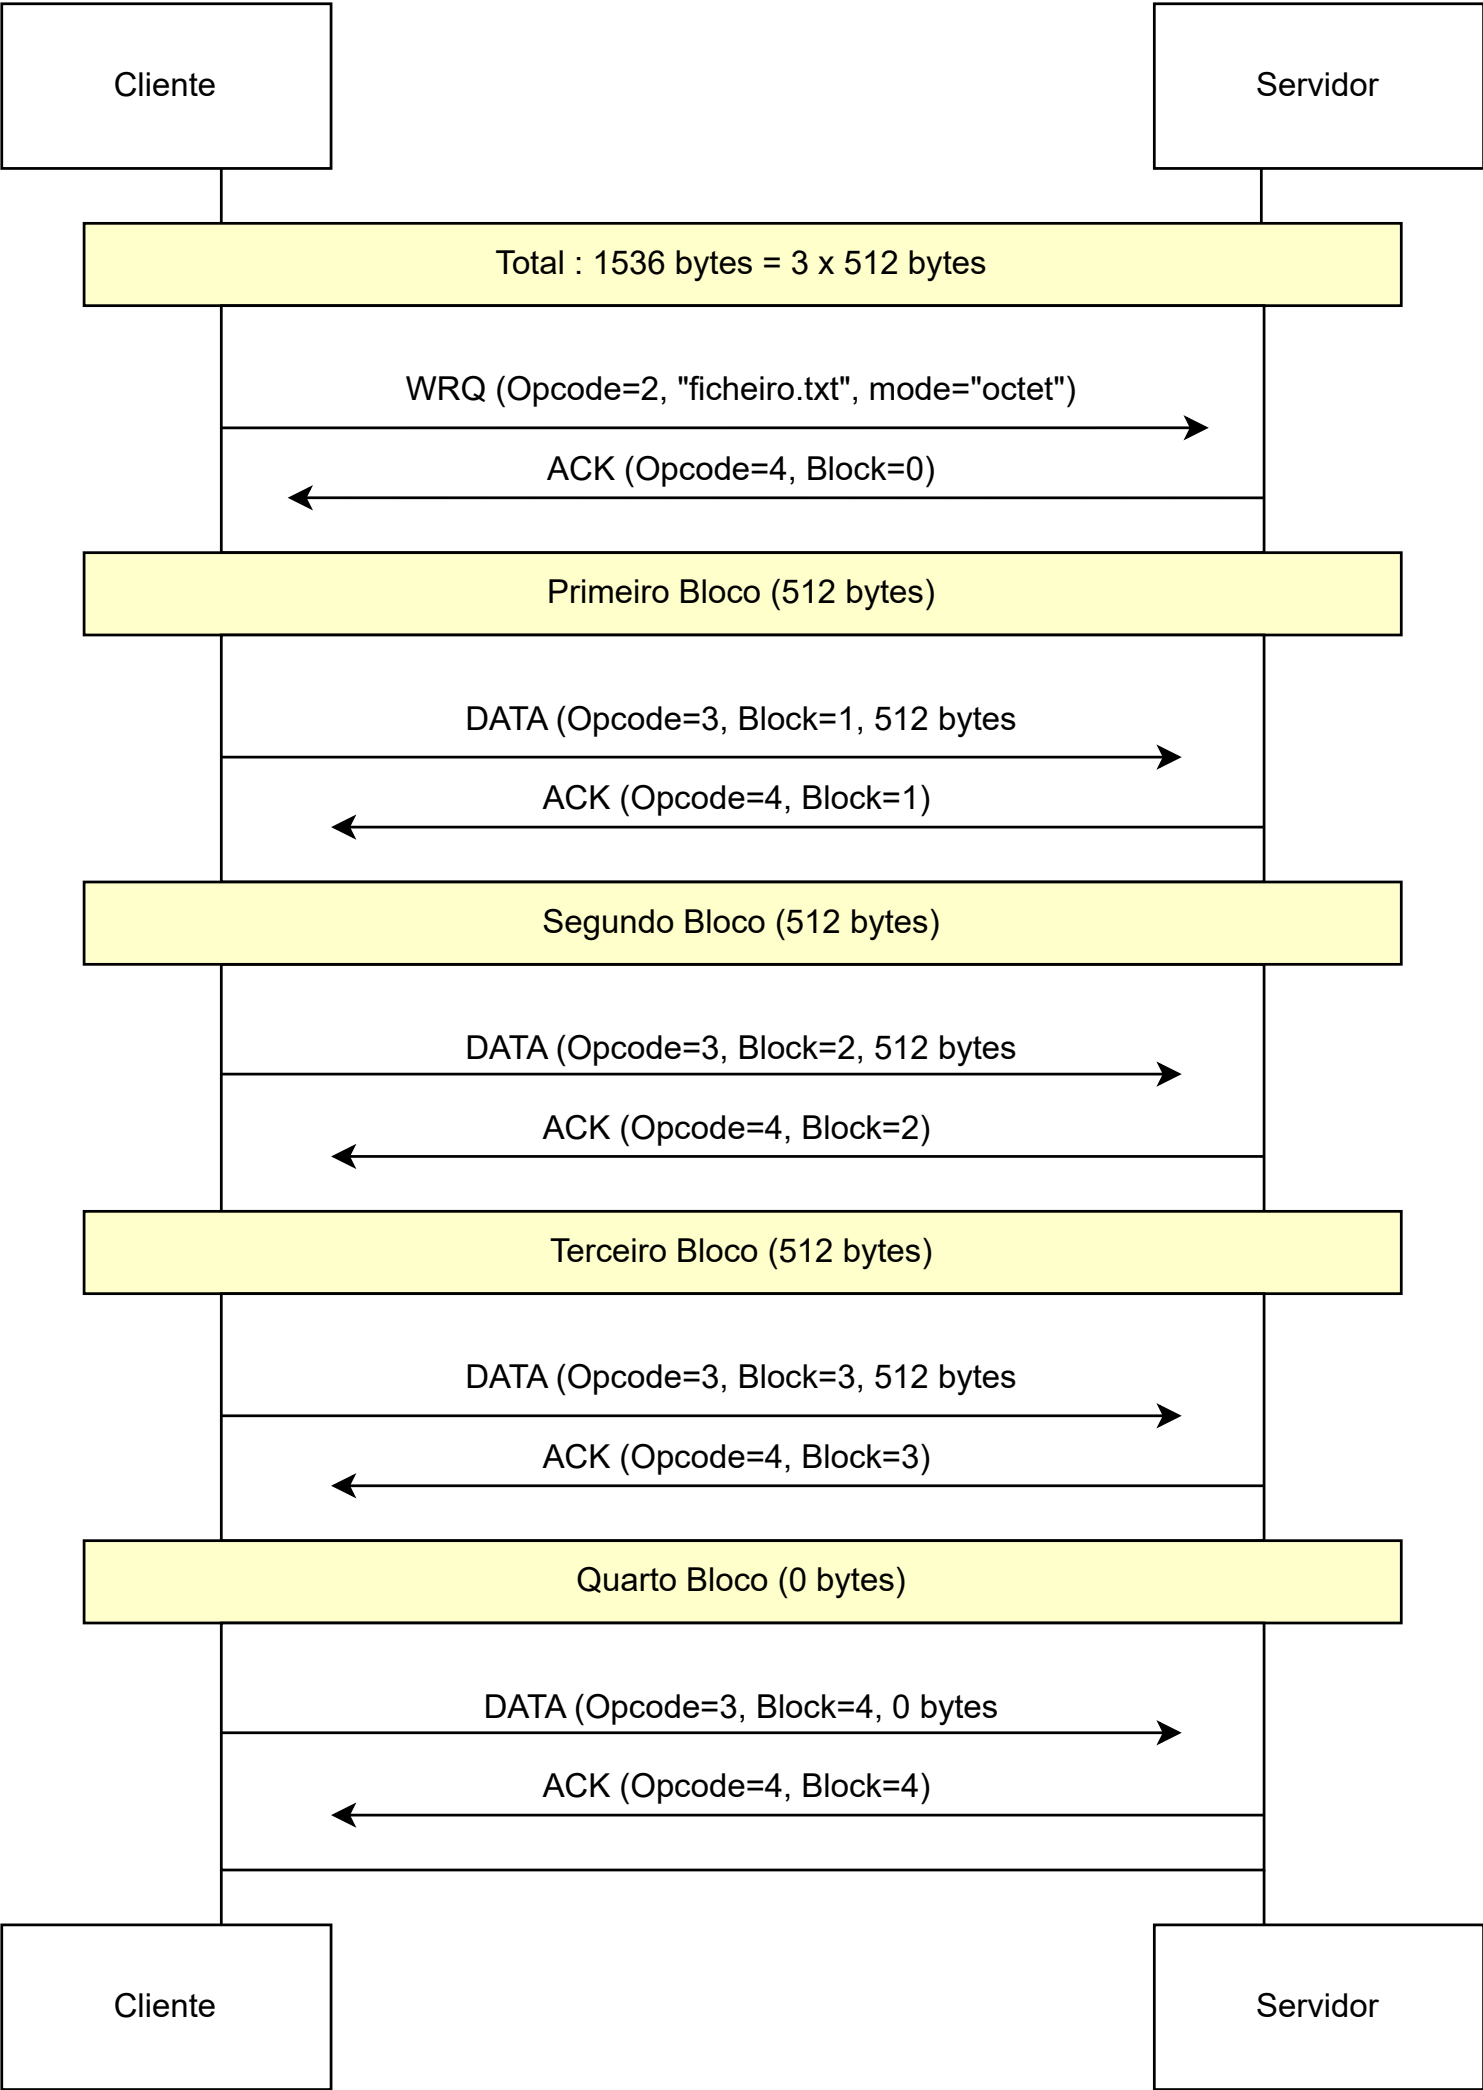 Cliente
Servidor
Total : 1536 bytes = 3 x 512 bytes
WRQ (Opcode=2, "ficheiro.txt", mode="octet")
ACK (Opcode=4, Block=0)
Primeiro Bloco (512 bytes)
DATA (Opcode=3, Block=1, 512 bytes
ACK (Opcode=4, Block=1)
Segundo Bloco (512 bytes)
DATA (Opcode=3, Block=2, 512 bytes
ACK (Opcode=4, Block=2)
Terceiro Bloco (512 bytes)
DATA (Opcode=3, Block=3, 512 bytes
ACK (Opcode=4, Block=3)
Quarto Bloco (0 bytes)
DATA (Opcode=3, Block=4, 0 bytes
ACK (Opcode=4, Block=4)
Cliente
Servidor